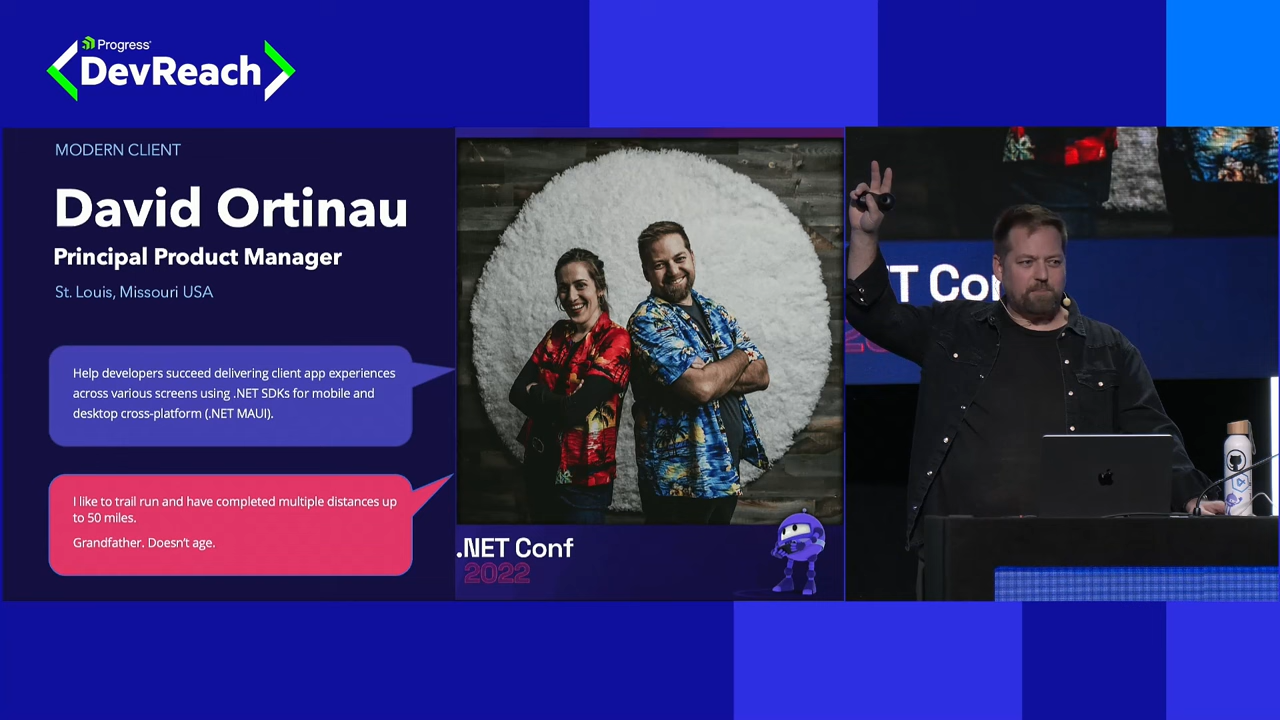 Progress
DevReach
MODERN CLIENT
David Ortinau
Principal Product Manager
St. Louis, Missouri USA
Help developers succeed delivering client app experiences
across various screens using .NET SDKs for mobile and
desktop cross-platform (.NET MAUI).
I like to trail run and have completed multiple distances up
to 50 miles.
Grandfather. Doesn't age.
.NET Conf
2022
T Con
20